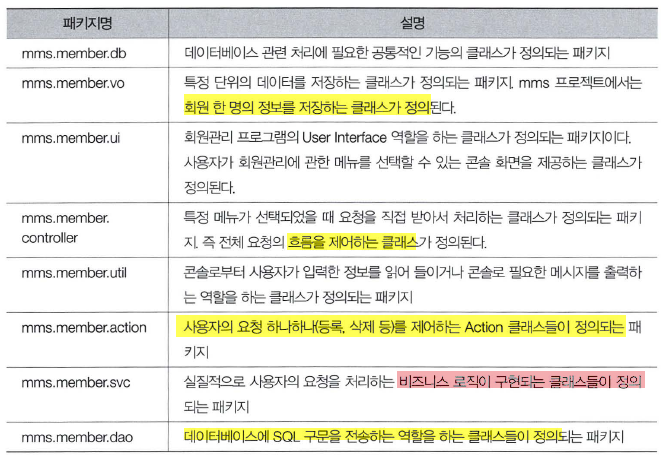 패키지명 설명
mms.member.db 데이터베이스 관련 처리에 필요한 공통적인 기능의 클래스가 정의되는 패키지
mms.member.vo 특정 단위의 데이터를 저장하는 클래스가 정의되는 패키지. mms 프로젝트에서는
회원 한 명의 정보를 저장하는 클래스가 정의된다.
mms.member.ui 회원관리 프로그램의 User Interface 역할을 하는 클래스가 정의되는 패키지이다.
사용자가 회원관리에 관한 메뉴를 선택할 수 있는 콘솔 화면을 제공하는 클래스가
정의된다.
mms.member. 특정 메뉴가 선택되었을 때 요청을 직접 받아서 처리하는 클래스가 정의되는 패키
controller 지. 즉 전체 요청의 흐름을 제어하는 클래스가 정의된다.
mms.member.util 콘솔로부터 사용자가 입력한 정보를 읽어 들이거나 콘솔로 필요한 메시지를 출력하
는 역할을 하는 클래스가 정의되는 패키지
mms.member.action 사용자의 요청 하나하나(등록, 삭제 등)를 제어하는 Action 클래스들이 정의되는 패
키지
mms.member.svc 실질적으로 사용자의 요청을 처리하는 비즈니스 로직이 구현되는 클래스들이 정의
되는 패키지
mms.member.dao 데이터베이스에 SQL 구문을 전송하는 역할을 하는 클래스들이 정의되는 패키지